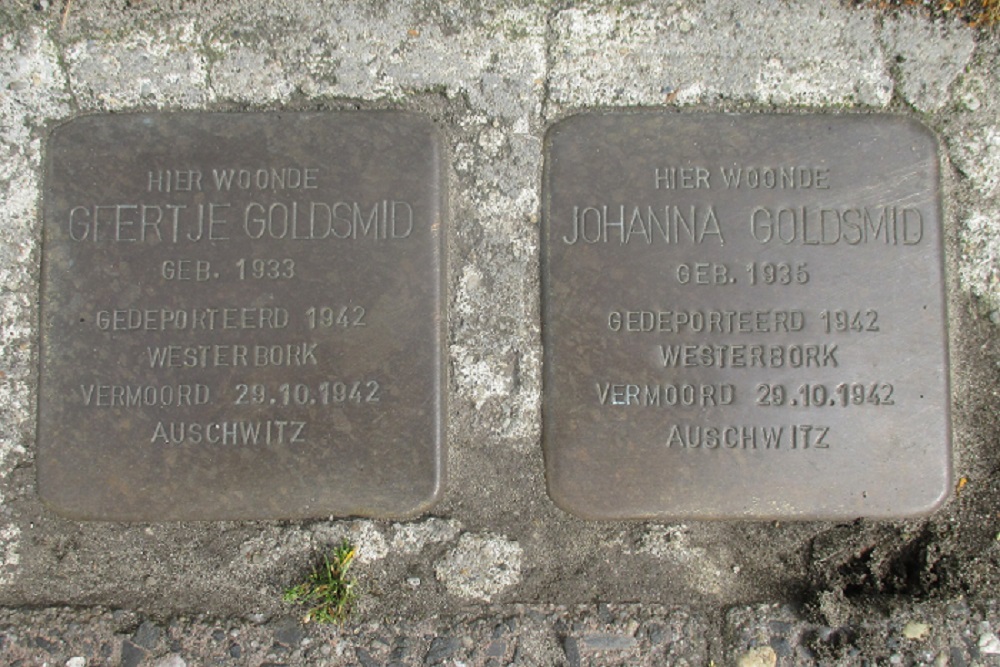 HIER WOONDE
GEERTJE GOLDSMID
GEB. 1933
GEDEPORTEERD 1942
WESTERBORK
VERMOORD 29.10.1942
AUSCHWITZ
HIER WOONDE
JOHANNA GOLDSMID
GEB. 1935
GEDEPORTEERD 1942
WESTERBORK
VERMOORD 29.10.1942
AUSCHWITZ